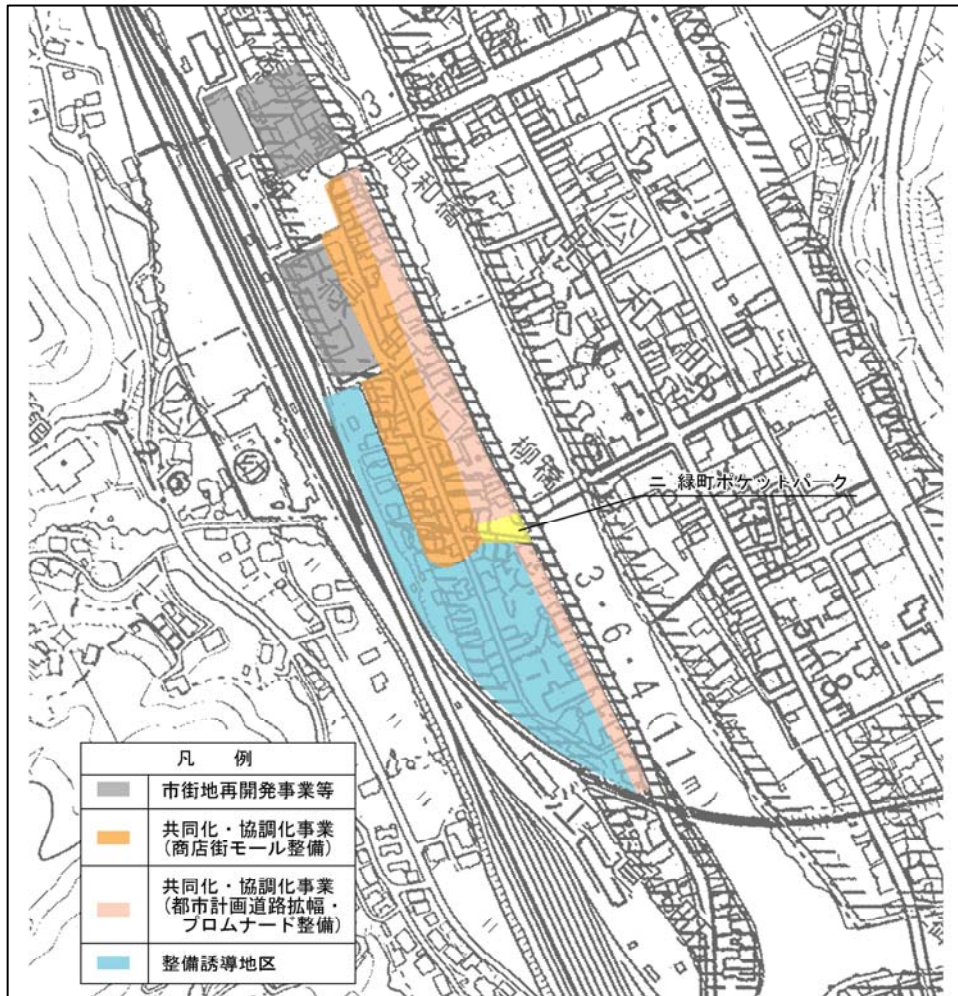 昭和橋
公
柳橋
二 緑町ポケットパーク
3・6・4(11m)
凡 例
市街地再開発事業等
共同化・協調化事業
(商店街モール整備)
共同化・協調化事業
(都市計画道路拡幅・
プロムナード整備)
整備誘導地区